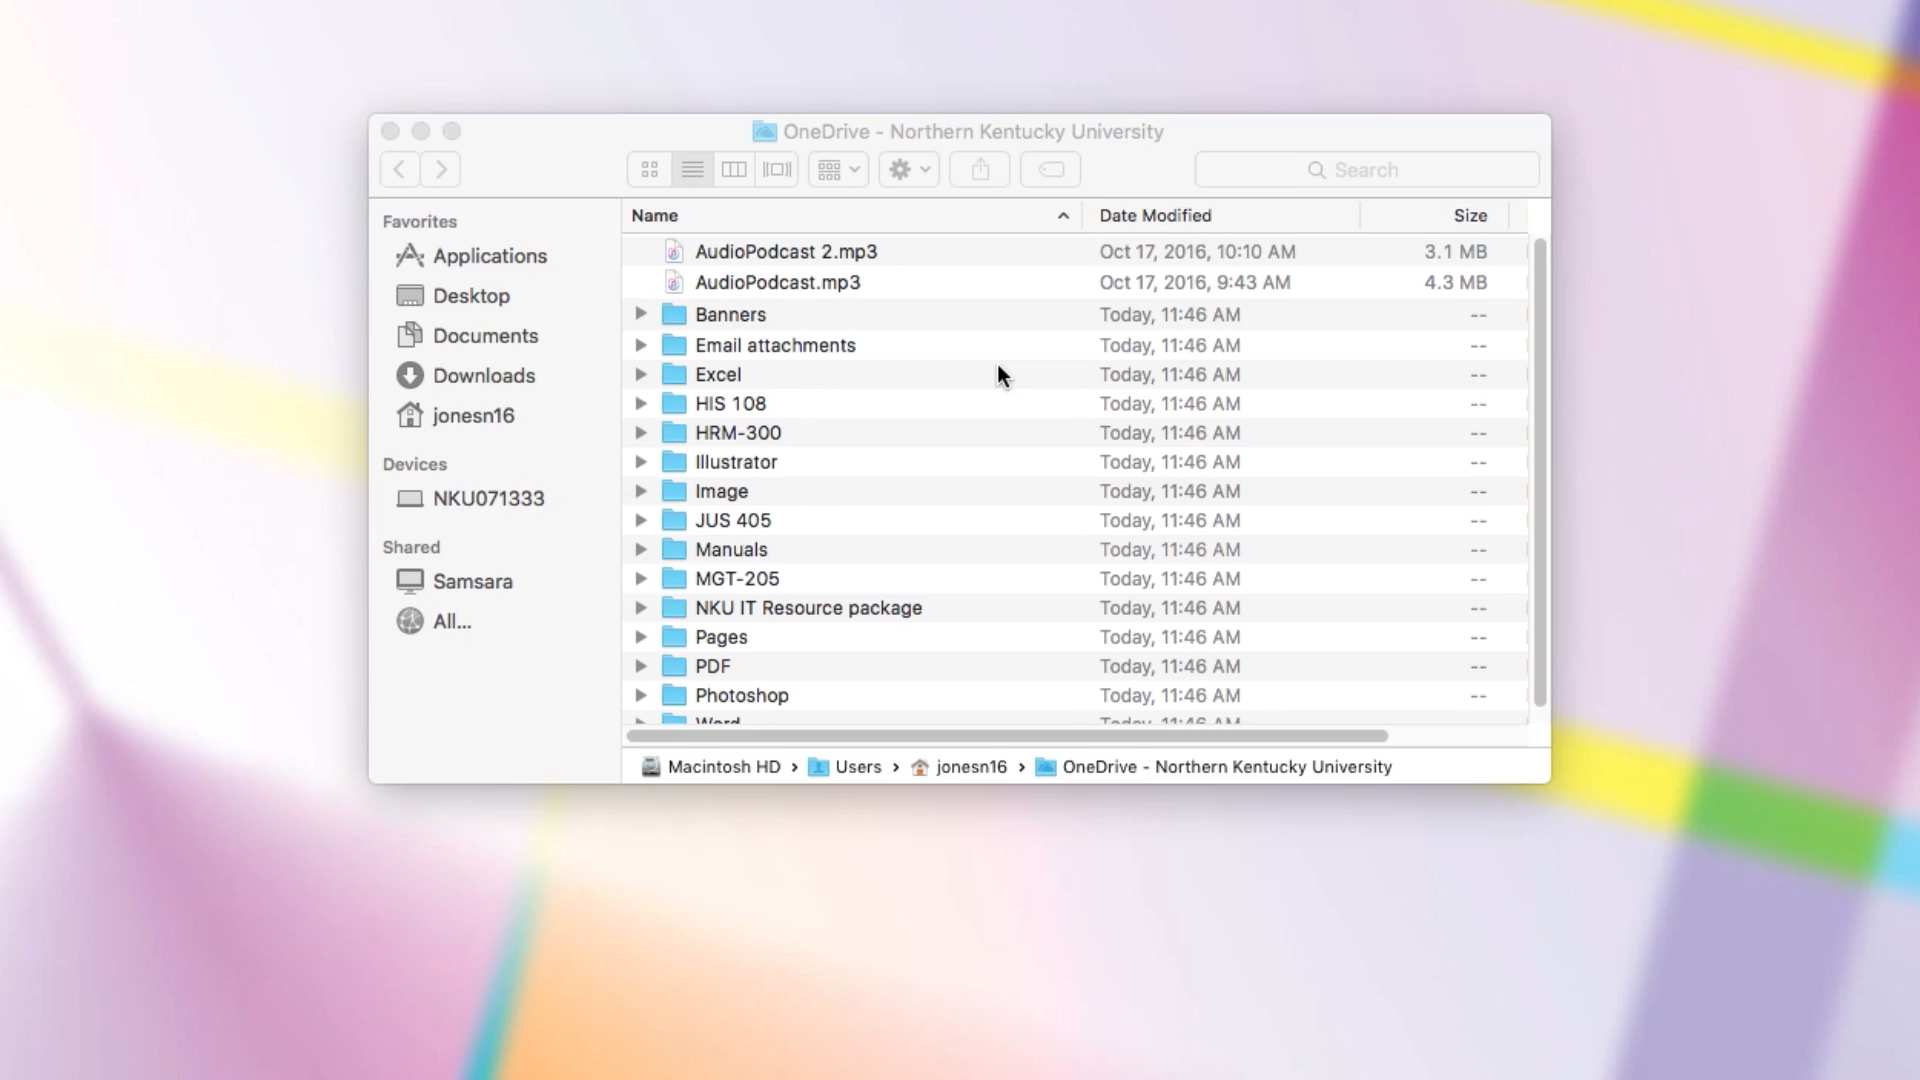 OneDrive - Northern Kentucky University
Search
Favorites
Applications
Desktop
Documents
Downloads
jonesn16
Devices
NKU071333
Shared
Samsara
All...
Name Date Modified Size
AudioPodcast 2.mp3 Oct 17, 2016, 10:10 AM 3.1 MB
AudioPodcast.mp3 Oct 17, 2016, 9:43 AM 4.3 MB
Banners Today, 11:46 AM --
Email attachments Today, 11:46 AM --
Excel Today, 11:46 AM --
HIS 108 Today, 11:46 AM --
HRM-300 Today, 11:46 AM --
Illustrator Today, 11:46 AM --
Image Today, 11:46 AM --
JUS 405 Today, 11:46 AM --
Manuals Today, 11:46 AM --
MGT-205 Today, 11:46 AM --
NKU IT Resource package Today, 11:46 AM --
Pages Today, 11:46 AM --
PDF Today, 11:46 AM --
Photoshop Today, 11:46 AM --
Word Today, 11:46 AM
Macintosh HD › Users › jonesn16 › OneDrive - Northern Kentucky University